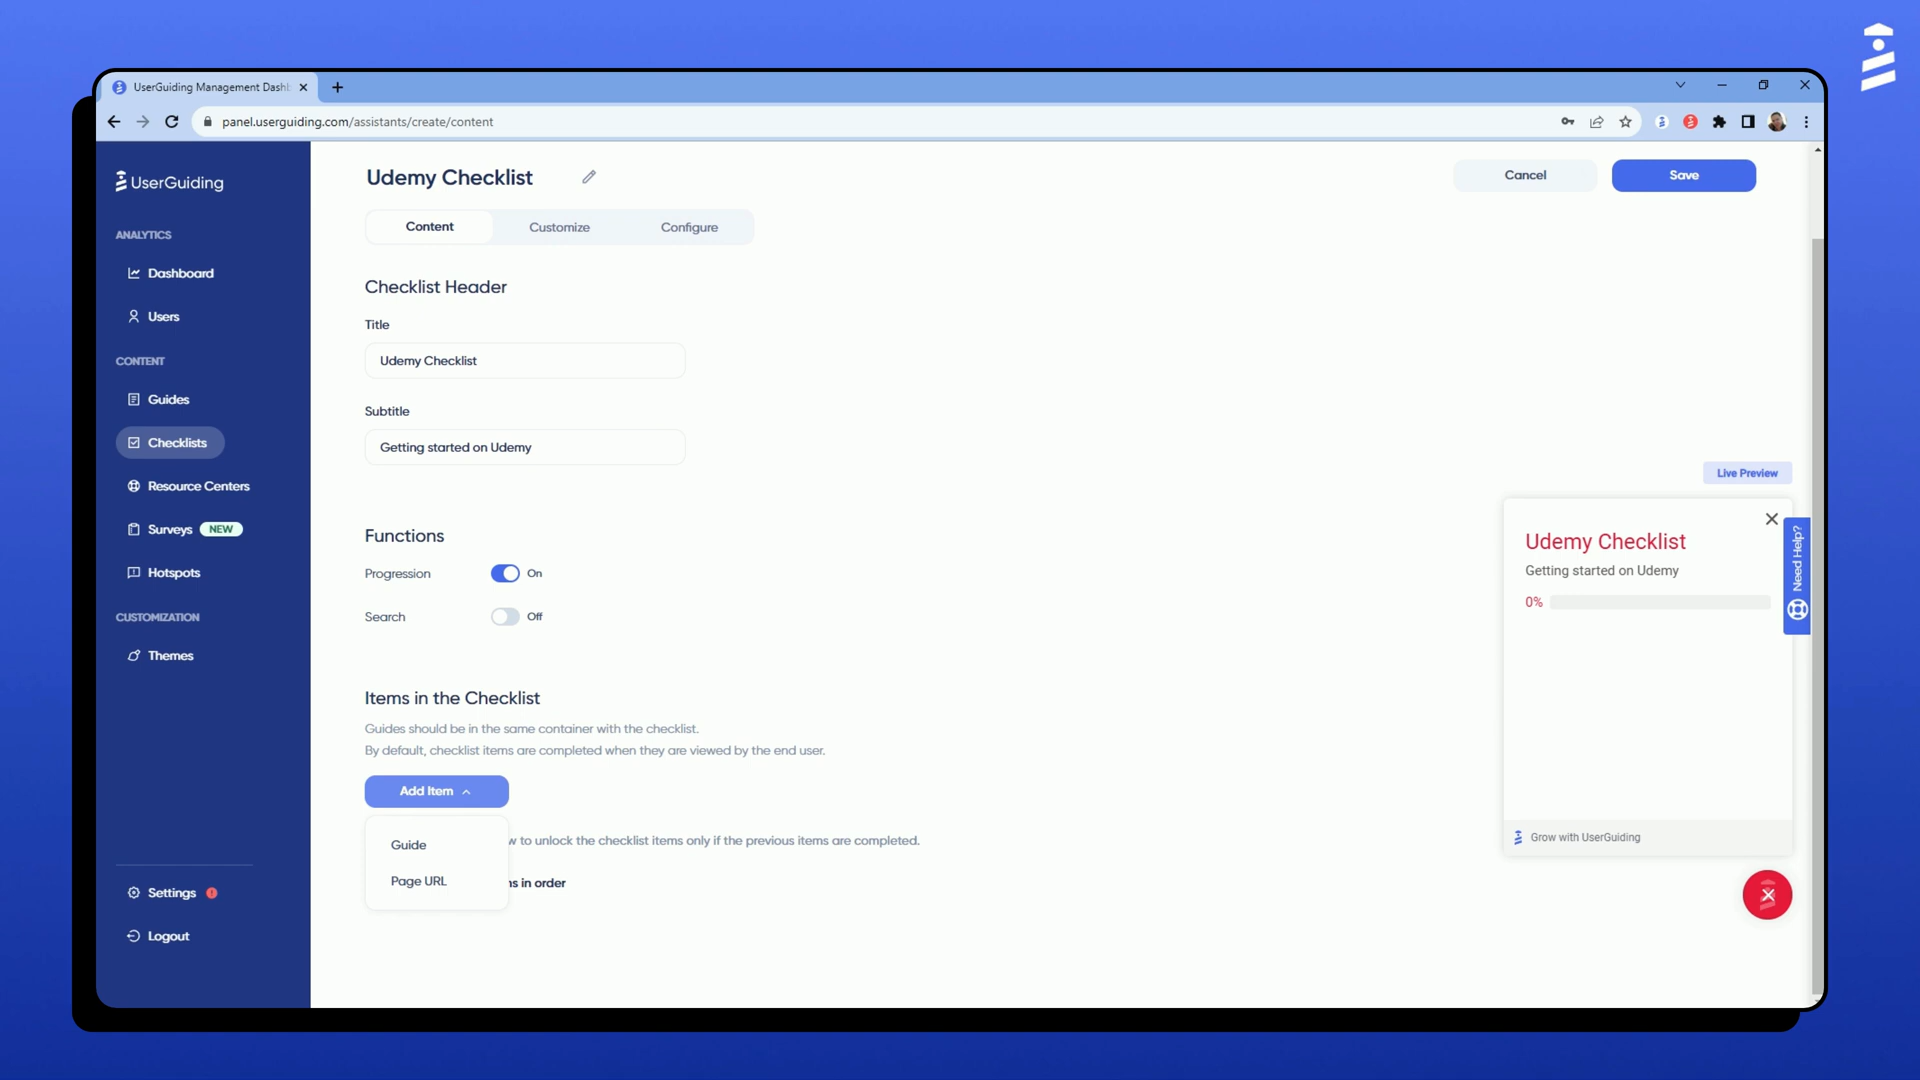 UserGuiding Management Dashb
panel.userguiding.com/assistants/create/content
UserGuiding
ANALYTICS
Dashboard
Users
CONTENT
Guides
Checklists
Resource Centers
Surveys NEW
Hotspots
CUSTOMIZATION
Themes
Settings
Logout
Udemy Checklist
Cancel
Save
Content
Customize
Configure
Checklist Header
Title
Udemy Checklist
Subtitle
Getting started on Udemy
Functions
Progression On
Search Off
Items in the Checklist
Guides should be in the same container with the checklist.
By default, checklist items are completed when they are viewed by the end user.
Add Item
Guide
Page URL
w to unlock the checklist items only if the previous items are completed.
ns in order
Live Preview
Udemy Checklist
Getting started on Udemy
0%
Grow with UserGuiding
Need Help?